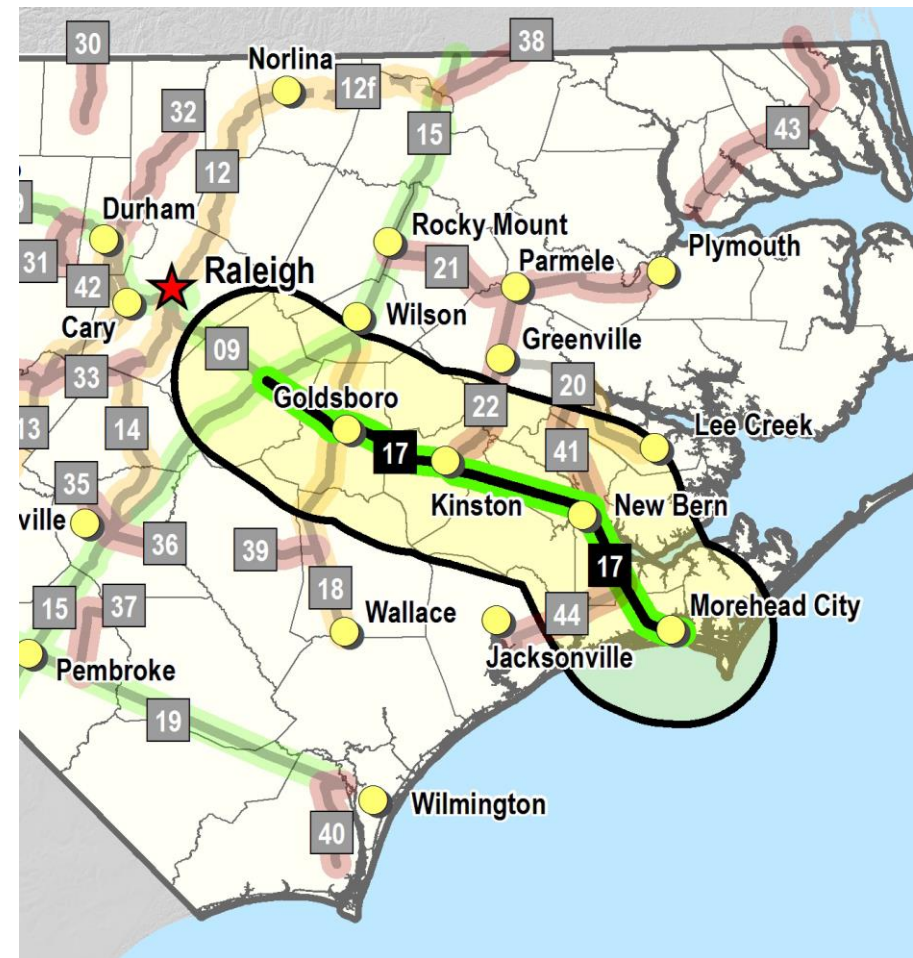 30
38
Norlina
12f
32
15
43
12
Durham
Rocky Mount
31
Raleigh
21
Parmele
Plymouth
42
Cary
Wilson
09
Greenville
33
20
Goldsboro
22
13
14
17
41
Lee Creek
35
Kinston
New Bern
ville
36
39
17
15
37
18
Wallace
44
Morehead City
Jacksonville
Pembroke
19
Wilmington
40